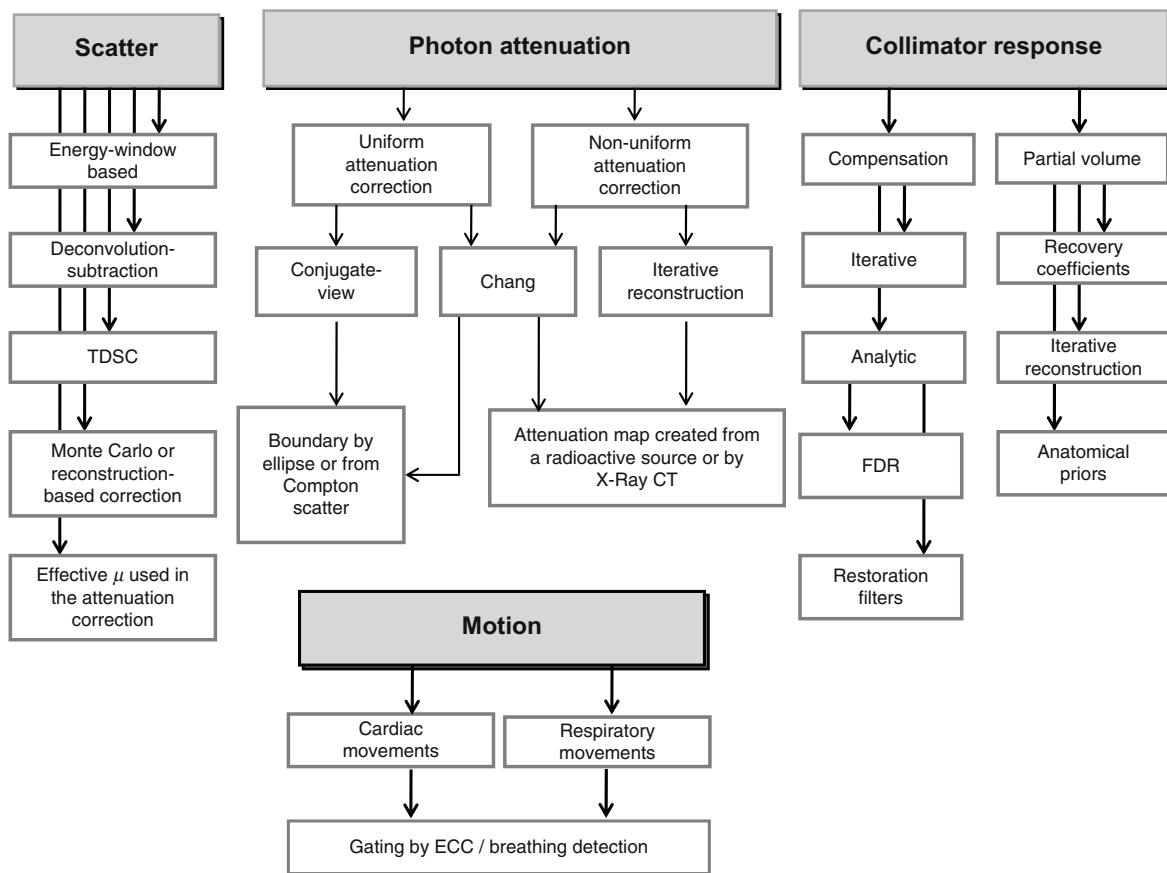 Scatter
Energy-window
based
Deconvolution-
subtraction
TDSC
Monte Carlo or
reconstruction-
based correction
Effective μ used in
the attenuation
correction
Photon attenuation
Uniform
attenuation
correction
Non-uniform
attenuation
correction
Conjugate-
view
Chang
Iterative
reconstruction
Boundary by
ellipse or from
Compton
scatter
Attenuation map created from
a radioactive source or by
X-Ray CT
Collimator response
Compensation
Partial volume
Iterative
Recovery
coefficients
Analytic
Iterative
reconstruction
FDR
Anatomical
priors
Restoration
filters
Motion
Cardiac
movements
Respiratory
movements
Gating by ECC / breathing detection